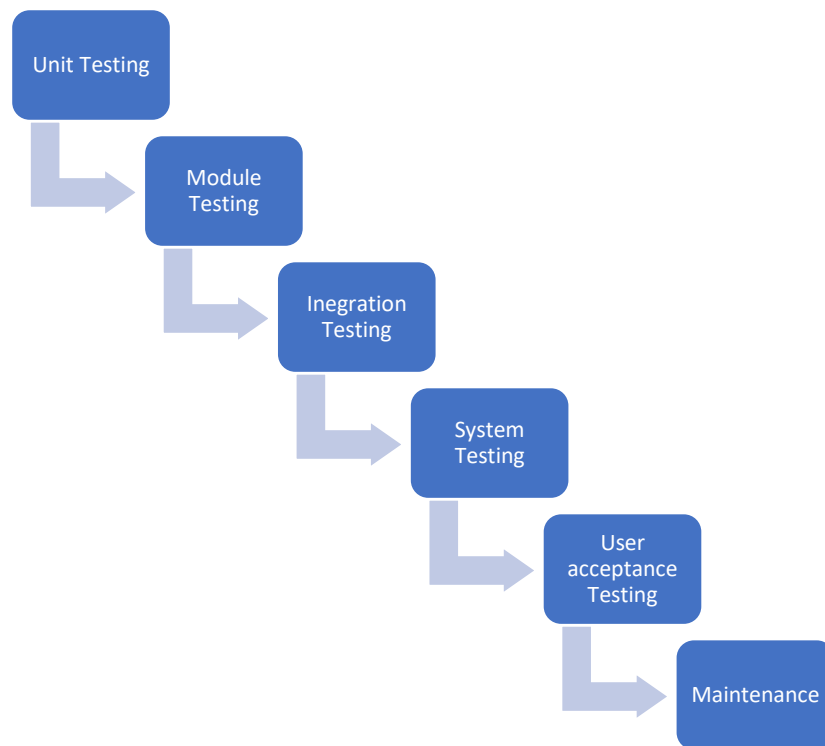 Unit Testing
Module
Testing
Inegration
Testing
System
Testing
User
acceptance
Testing
Maintenance